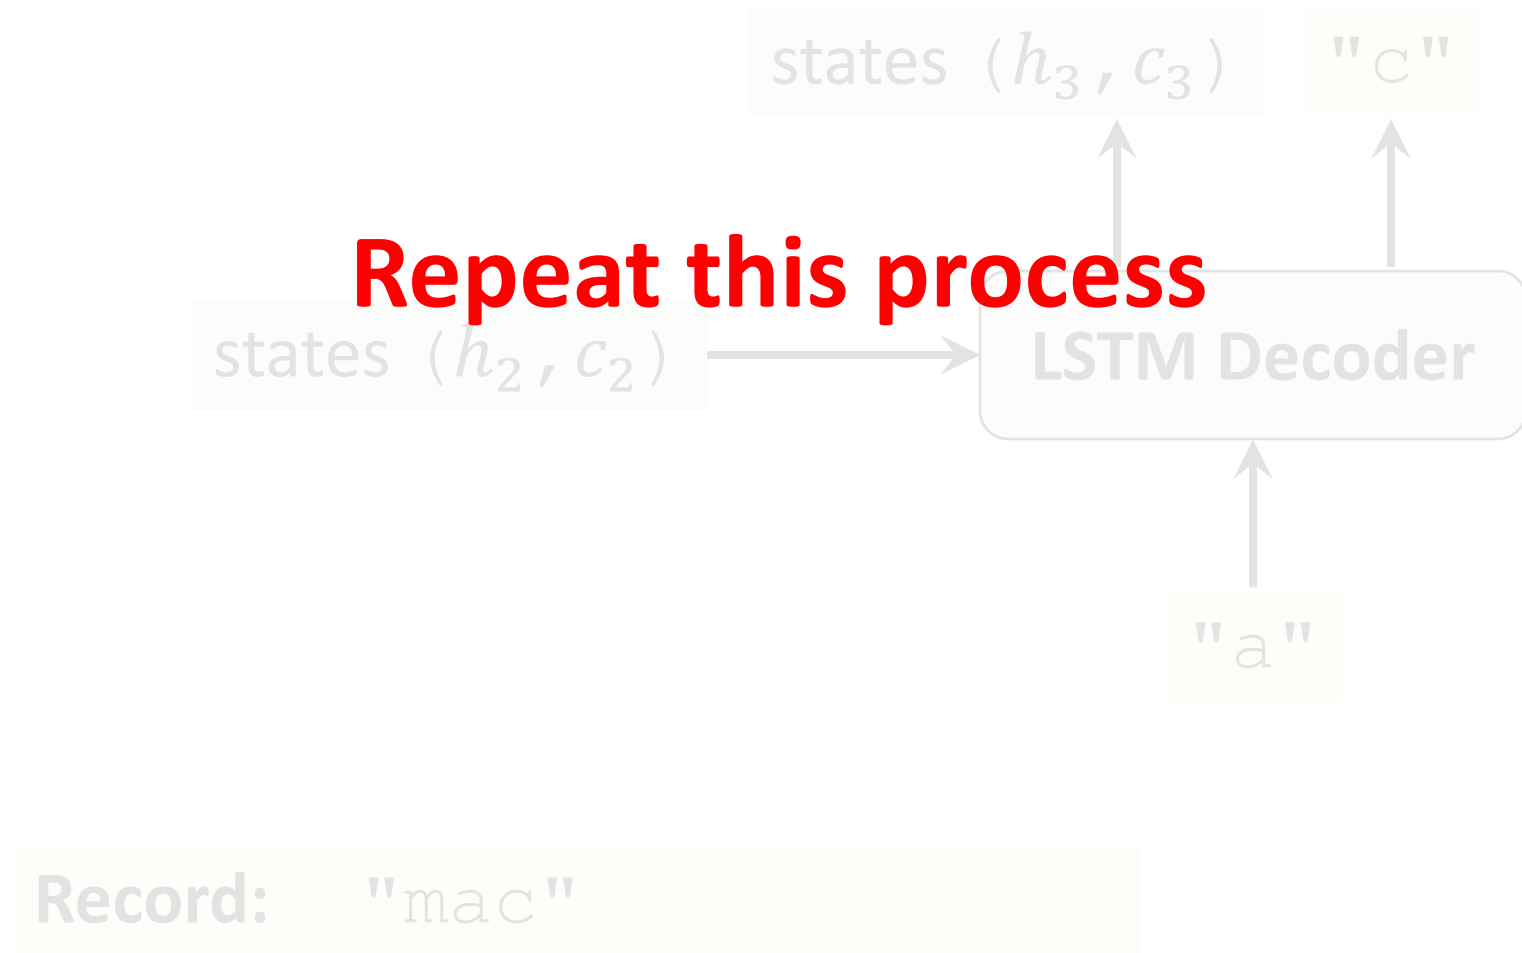 states (h₃, c₃) "c"
Repeat this process
states (h₂, c₂) LSTM Decoder
"a"
Record: "mac"